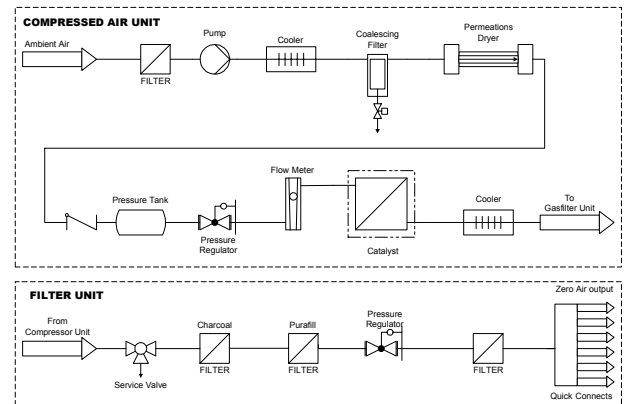 COMPRESSED AIR UNIT
Ambient Air
FILTER
Pump
Cooler
Coalescing
Filter
Permeations
Dryer
Pressure Tank
Pressure
Regulator
Flow Meter
Catalyst
Cooler
To
Gasfilter Unit
FILTER UNIT
From
Compressor Unit
Service Valve
Charcoal
FILTER
Purafill
FILTER
Pressure
Regulator
FILTER
Zero Air output
Quick Connects